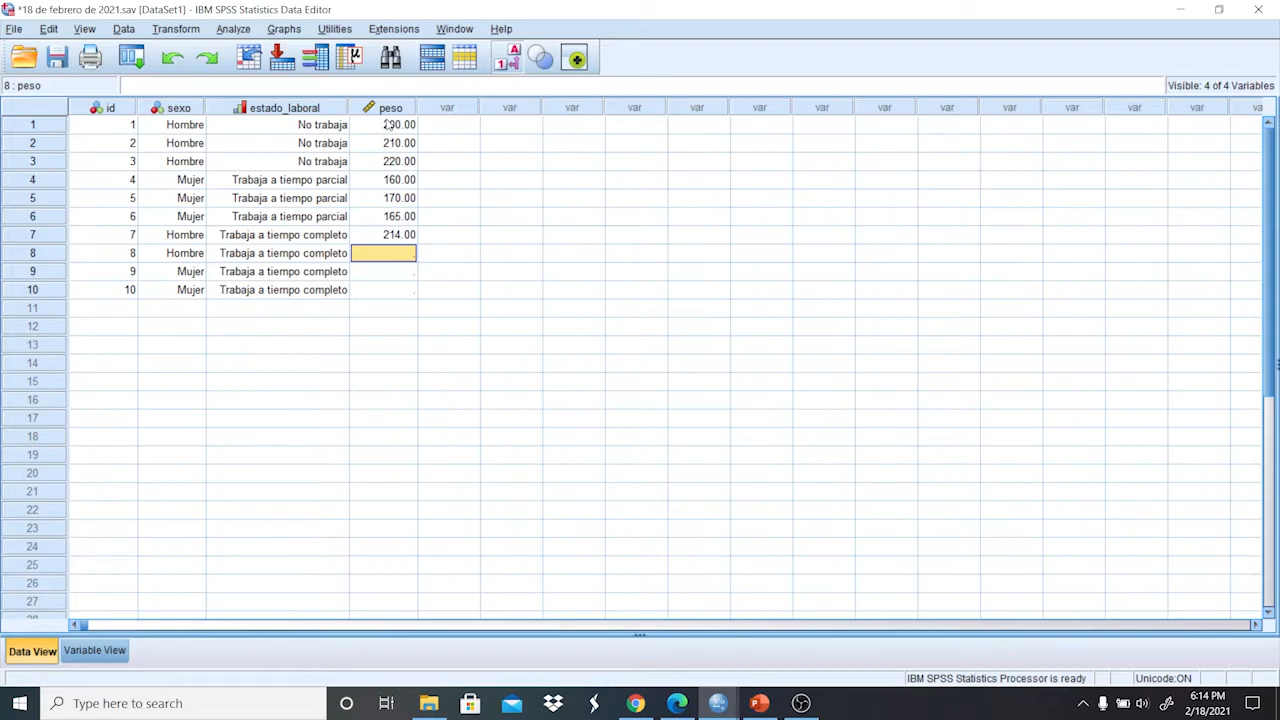 *18 de febrero de 2021.sav [DataSet1] - IBM SPSS Statistics Data Editor
File Edit View Data Transform Analyze Graphs Utilities Extensions Window Help
8 : peso
Visible: 4 of 4 Variables
id sexo estado_laboral peso var var var var var var var var var var var var var va
1 1 Hombre No trabaja
2 2 Hombre No trabaja 210.00
3 3 Hombre No trabaja 220.00
4 4 Mujer Trabaja a tiempo parcial 160.00
5 5 Mujer Trabaja a tiempo parcial 170.00
6 6 Mujer Trabaja a tiempo parcial 165.00
7 7 Hombre Trabaja a tiempo completo 214.00
8 8 Hombre Trabaja a tiempo completo .
9 9 Mujer Trabaja a tiempo completo .
10 10 Mujer Trabaja a tiempo completo .
11
12
13
14
15
16
17
18
19
20
21
22
23
24
25
26
27
Data View Variable View
IBM SPSS Statistics Processor is ready Unicode:ON
Type here to search
6:14 PM
2/18/2021